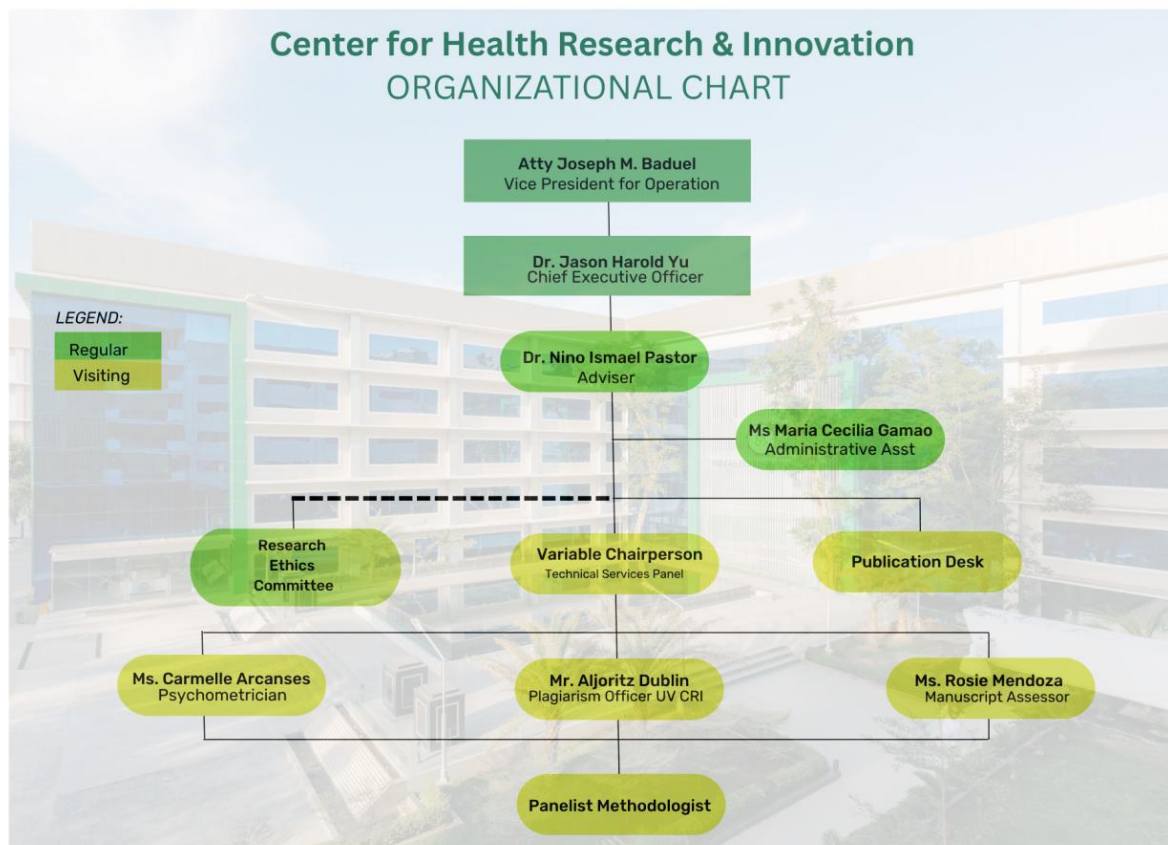 Center for Health Research & Innovation
ORGANIZATIONAL CHART
Atty Joseph M. Baduel
Vice President for Operation
Dr. Jason Harold Yu
Chief Executive Officer
LEGEND:
Regular
Visiting
Dr. Nino Ismael Pastor
Adviser
Ms Maria Cecilia Gamao
Administrative Asst
Research
Ethics
Committee
Variable Chairperson
Technical Services Panel
Publication Desk
Ms. Carmelle Arcanses
Psychometrician
Mr. Aljoritz Dublin
Plagiarism Officer UV CRI
Ms. Rosie Mendoza
Manuscript Assessor
Panelist Methodologist